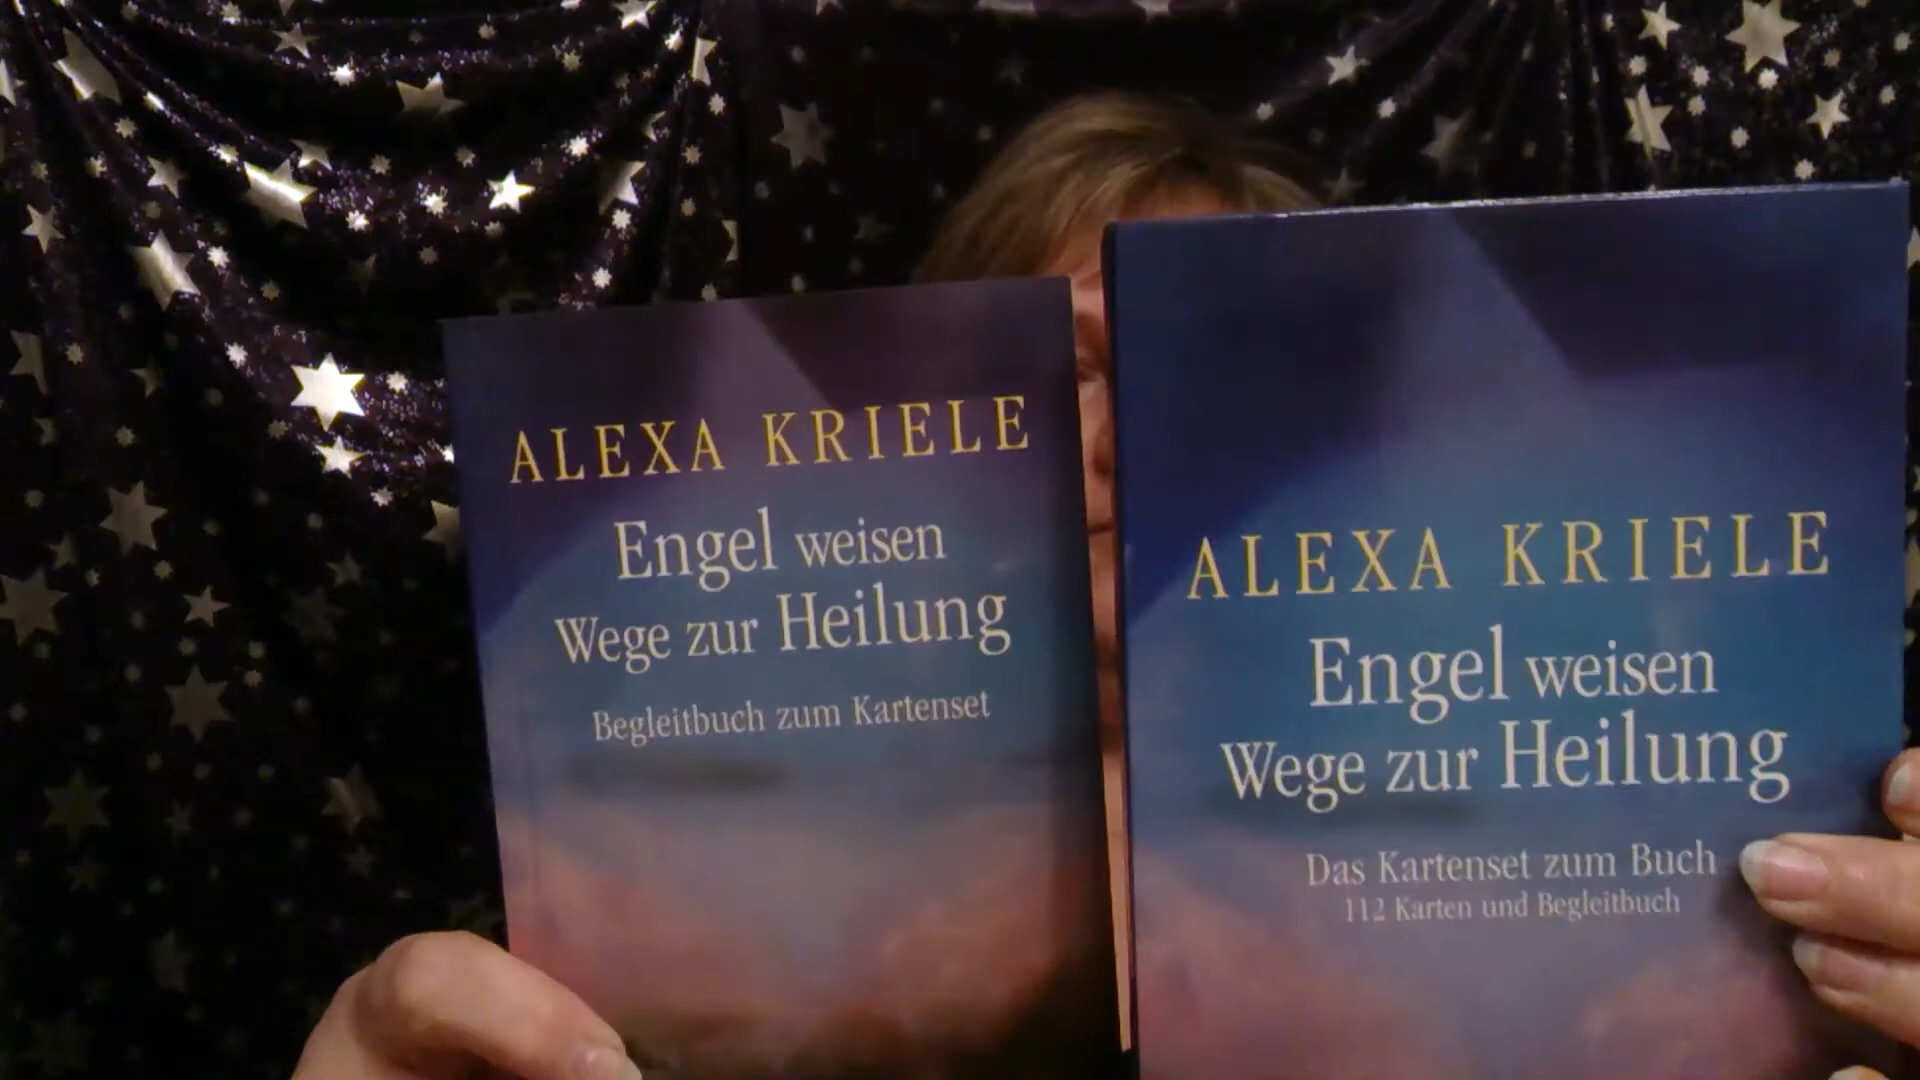 ALEXA KRIELE
Engel weisen
Wege zur Heilung
Begleitbuch zum Kartenset
ALEXA KRIELE
Engel weisen
Wege zur Heilung
Das Kartenset zum Buch
112 Karten und Begleitbuch